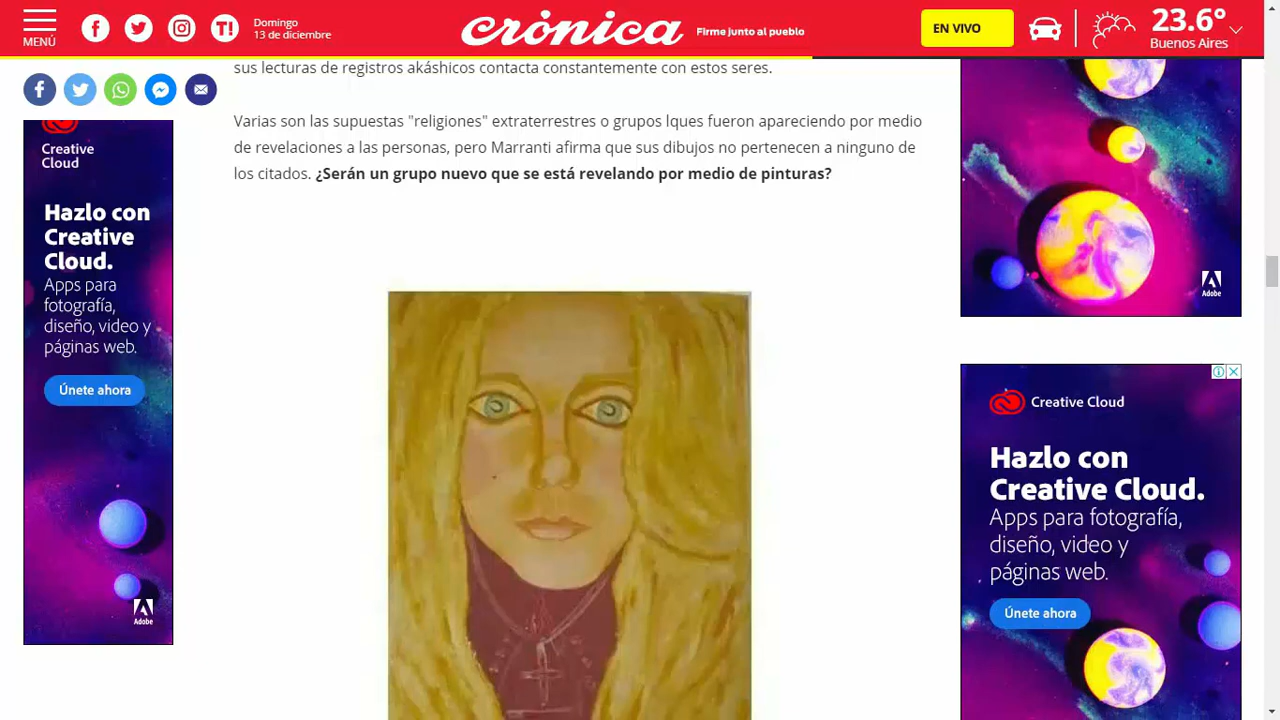 MENÚ
Domingo
13 de diciembre
crónica
Firme junto al pueblo
EN VIVO
23.6°
Buenos Aires
sus lecturas de registros akáshicos contacta constantemente con estos seres.
Varias son las supuestas "religiones" extraterrestres o grupos lques fueron apareciendo por medio
de revelaciones a las personas, pero Marranti afirma que sus dibujos no pertenecen a ninguno de
los citados. ¿Serán un grupo nuevo que se está revelando por medio de pinturas?
Creative
Cloud
Hazlo con
Creative
Cloud.
Apps para
fotografía,
diseño, video y
páginas web.
Únete ahora
Adobe
Adobe
Creative Cloud
Hazlo con
Creative Cloud.
Apps para fotografía,
diseño, video y
páginas web.
Únete ahora